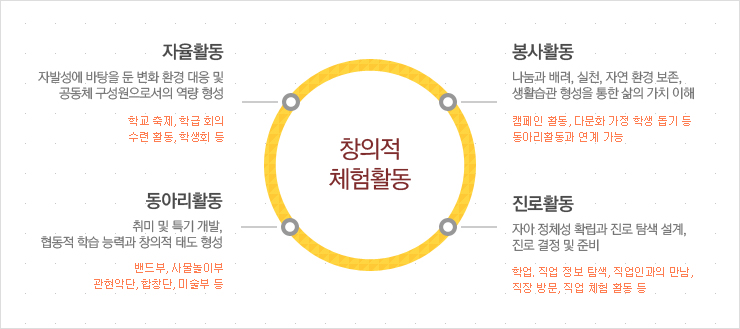 자율활동
자발성에 바탕을 둔 변화 환경 대응 및
공동체 구성원으로서의 역량 형성
학교 축제, 학급 회의
수련 활동, 학생회 등
봉사활동
나눔과 배려, 실천, 자연 환경 보존,
생활습관 형성을 통한 삶의 가치 이해
캠페인 활동, 다문화 가정 학생 돕기 등
동아리활동과 연계 가능
창의적
체험활동
동아리활동
취미 및 특기 개발,
협동적 학습 능력과 창의적 태도 형성
밴드부, 사물놀이부
관현악단, 합창단, 미술부 등
진로활동
자아 정체성 확립과 진로 탐색 설계,
진로 결정 및 준비
학업, 직업 정보 탐색, 직업인과의 만남,
직장 방문, 직업 체험 활동 등